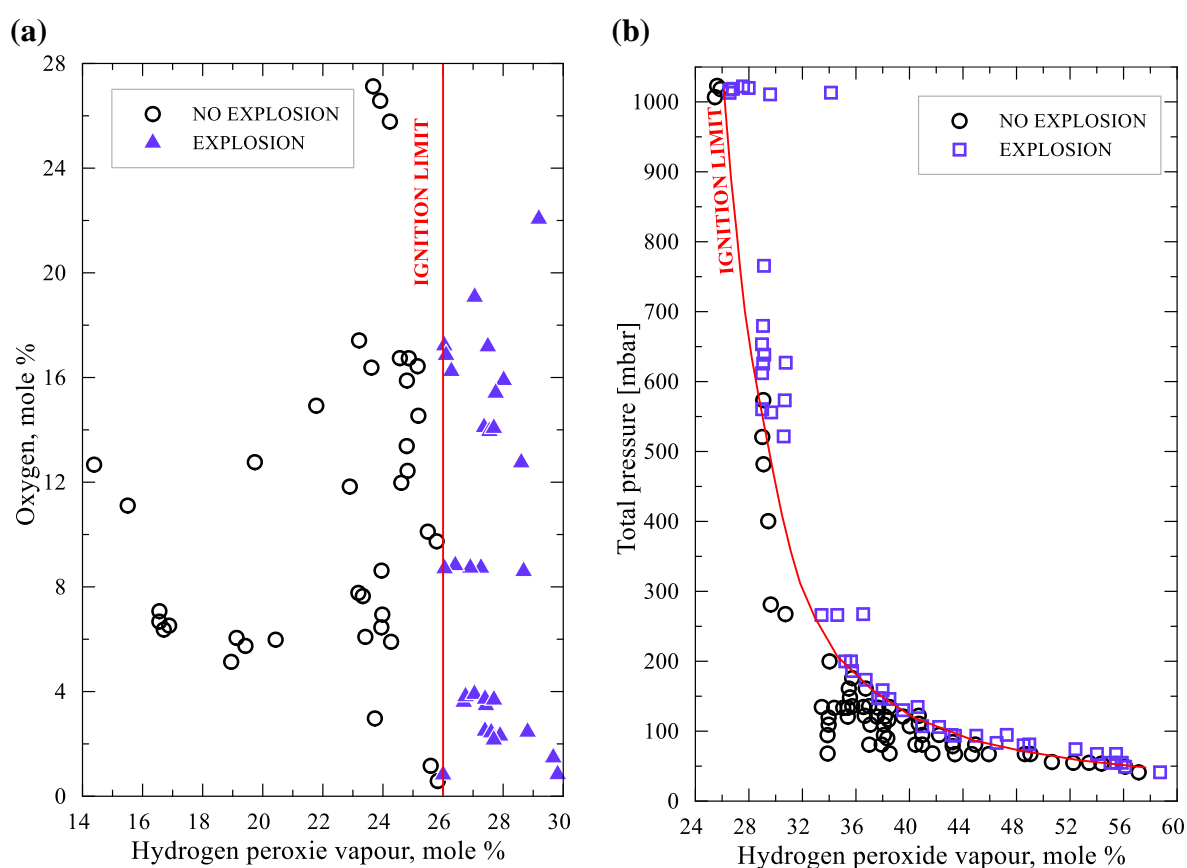 (a)
28
24
20
16
12
8
4
0
Oxygen, mole %
NO EXPLOSION
EXPLOSION
IGNITION LIMIT
14 16 18 20 22 24 26 28 30
Hydrogen peroxie vapour, mole %
(b)
1000
900
800
700
600
500
400
300
200
100
0
Total pressure [mbar]
NO EXPLOSION
EXPLOSION
IGNITION LIMIT
24 28 32 36 40 44 48 52 56 60
Hydrogen peroxide vapour, mole %